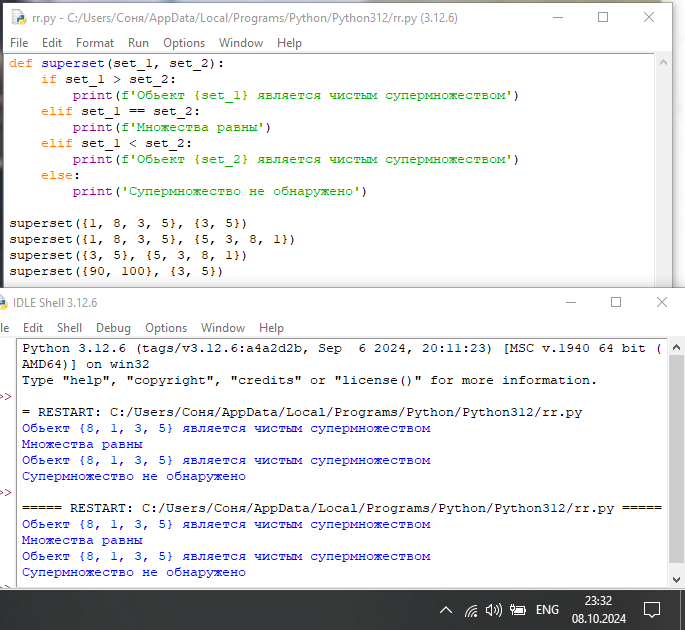 rr.py - C:/Users/Соня/AppData/Local/Programs/Python/Python312/rr.py (3.12.6)
File Edit Format Run Options Window Help
def superset(set_1, set_2):
    if set_1 > set_2:
        print(f'Объект {set_1} является чистым супермножеством')
    elif set_1 == set_2:
        print(f'Множества равны')
    elif set_1 < set_2:
        print(f'Объект {set_2} является чистым супермножеством')
    else:
        print('Супермножество не обнаружено')
superset({1, 8, 3, 5}, {3, 5})
superset({1, 8, 3, 5}, {5, 3, 8, 1})
superset({3, 5}, {5, 3, 8, 1})
superset({90, 100}, {3, 5})
IDLE Shell 3.12.6
le Edit Shell Debug Options Window Help
Python 3.12.6 (tags/v3.12.6:a4a2d2b, Sep  6 2024, 20:11:23) [MSC v.1940 64 bit (
AMD64)] on win32
Type "help", "copyright", "credits" or "license()" for more information.
>>
= RESTART: C:/Users/Соня/AppData/Local/Programs/Python/Python312/rr.py
Объект {8, 1, 3, 5} является чистым супермножеством
Множества равны
Объект {8, 1, 3, 5} является чистым супермножеством
Супермножество не обнаружено
>>
===== RESTART: C:/Users/Соня/AppData/Local/Programs/Python/Python312/rr.py =====
Объект {8, 1, 3, 5} является чистым супермножеством
Множества равны
Объект {8, 1, 3, 5} является чистым супермножеством
Супермножество не обнаружено
ENG
23:32
08.10.2024